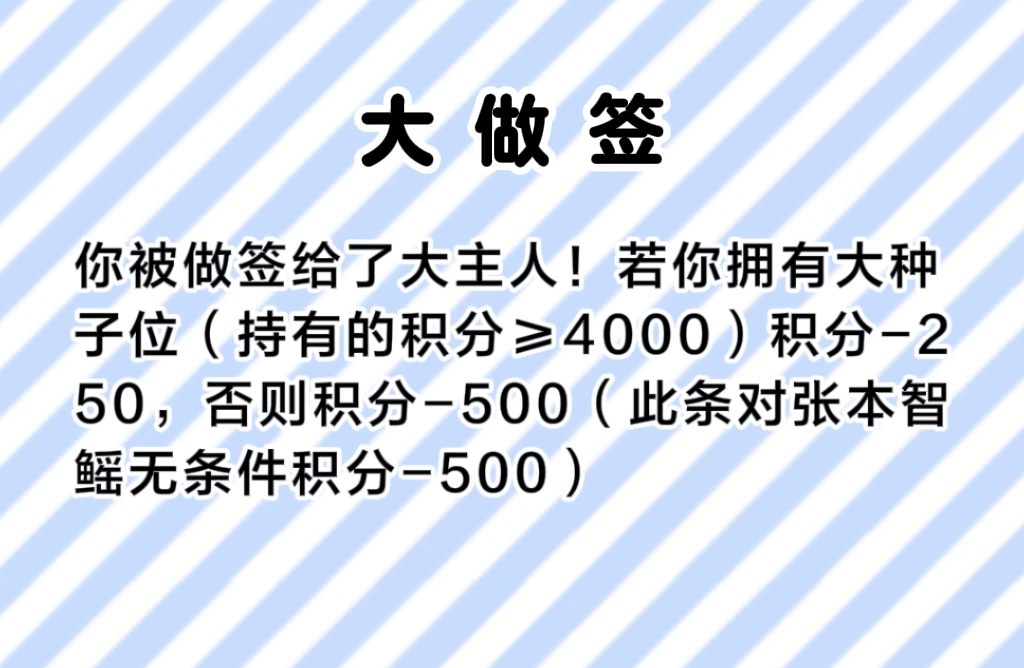 大做签
你被做签给了大主人！若你拥有大种
子位（持有的积分≥4000）积分-2
50，否则积分-500（此条对张本智
鳐无条件积分-500）